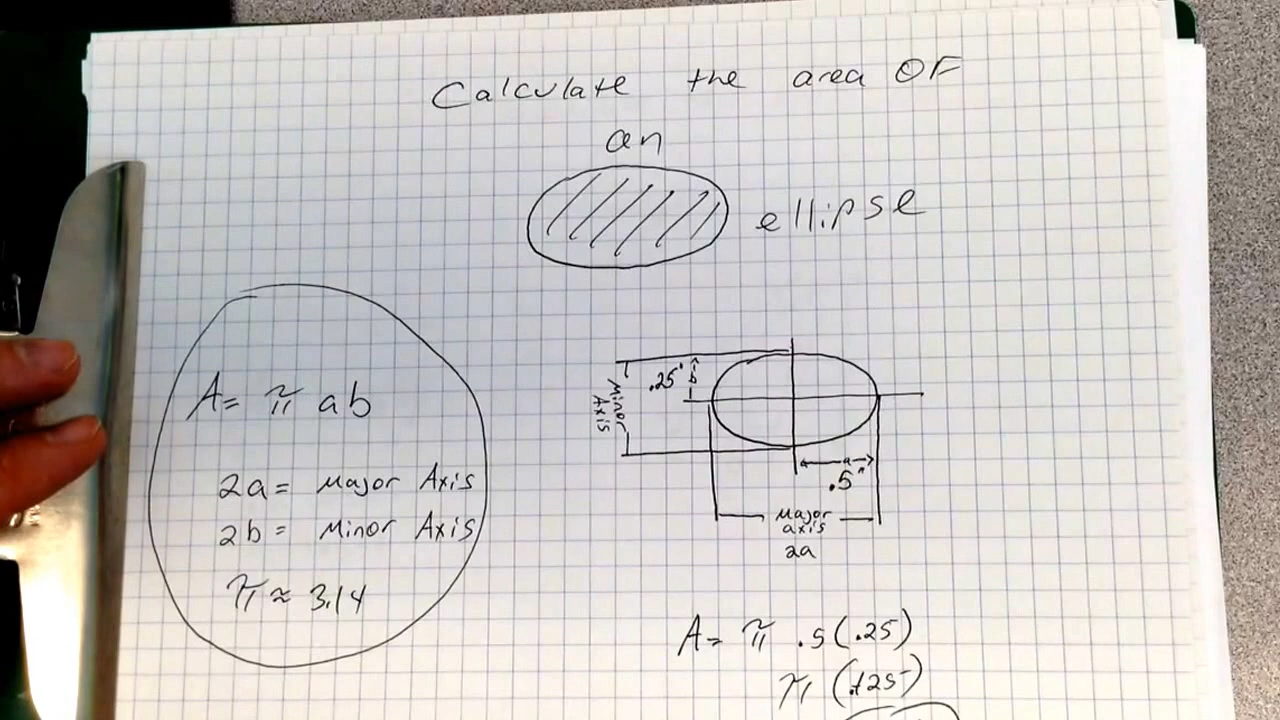 Calculate the area OF
an
ellipse
A= π ab
2a= Major Axis
2b= Minor Axis
π≈ 3.14
.25" b
Minor
Axis
a
.5"
Major
axis
2a
A= π .5(.25)
π (.125)